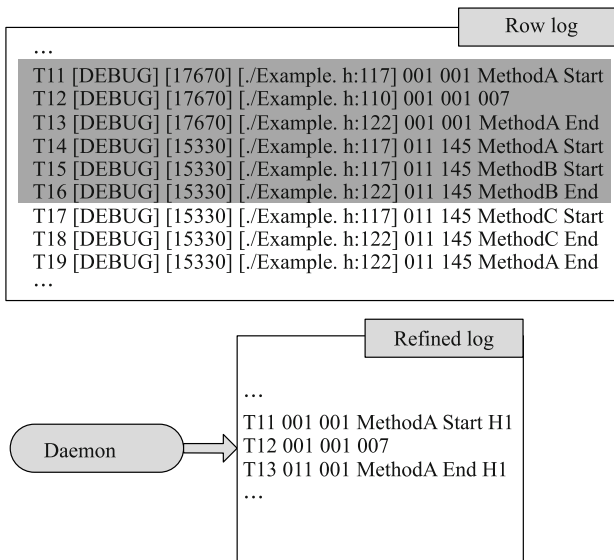 Row log
...
T11 [DEBUG] [17670] [./Example. h:117] 001 001 MethodA Start
T12 [DEBUG] [17670] [./Example. h:110] 001 001 007
T13 [DEBUG] [17670] [./Example. h:122] 001 001 MethodA End
T14 [DEBUG] [15330] [./Example. h:117] 011 145 MethodA Start
T15 [DEBUG] [15330] [./Example. h:117] 011 145 MethodB Start
T16 [DEBUG] [15330] [./Example. h:122] 011 145 MethodB End
T17 [DEBUG] [15330] [./Example. h:117] 011 145 MethodC Start
T18 [DEBUG] [15330] [./Example. h:122] 011 145 MethodC End
T19 [DEBUG] [15330] [./Example. h:122] 011 145 MethodA End
...
Refined log
...
T11 001 001 MethodA Start H1
T12 001 001 007
T13 011 001 MethodA End H1
...
Daemon